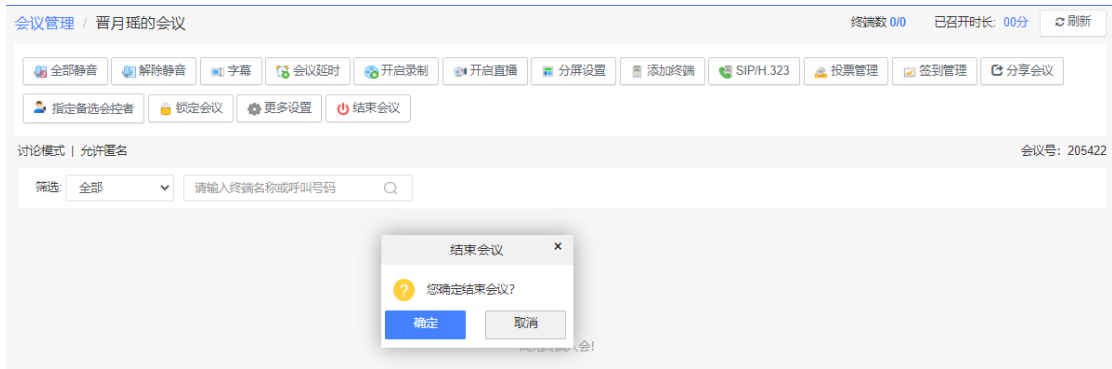 会议管理 / 晋月瑶的会议 终端数 0/0 已召开时长: 00分 刷新
全部静音 解除静音 字幕 会议延时 开启录制 开启直播 分屏设置 添加终端 SIP/H.323 投票管理 签到管理 分享会议
指定备选会控者 锁定会议 更多设置 结束会议
讨论模式 | 允许匿名 会议号: 205422
筛选: 全部 请输入终端名称或呼叫号码
结束会议 ×
您确定结束会议?
确定 取消
入会!